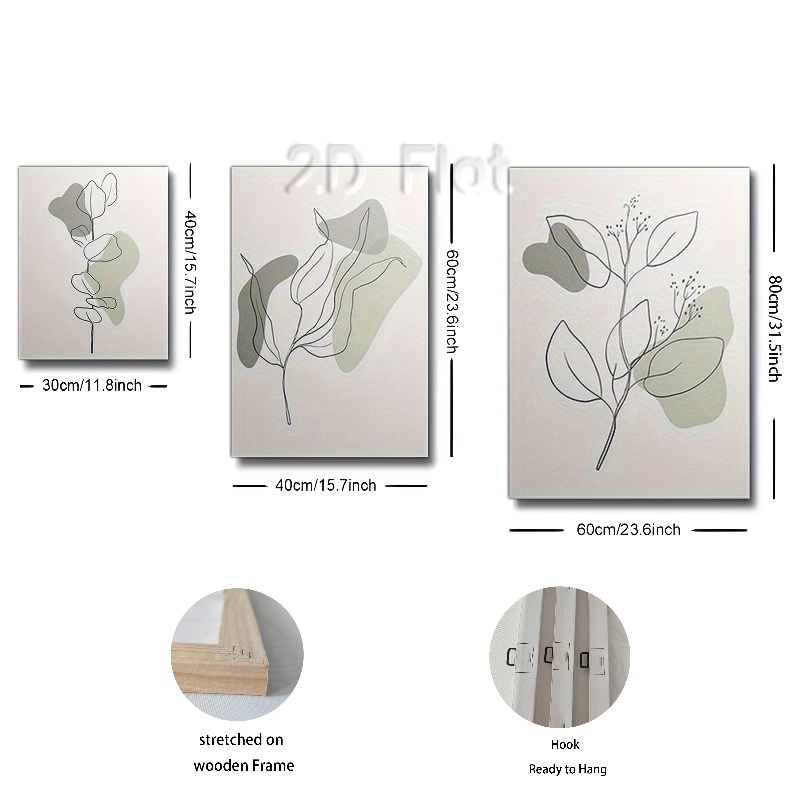 2.D Flat.
40cm/15.7inch
60cm/23.6inch
80cm/31.5inch
30cm/11.8inch
40cm/15.7inch
60cm/23.6inch
stretched on
wooden Frame
Hook
Ready to Hang